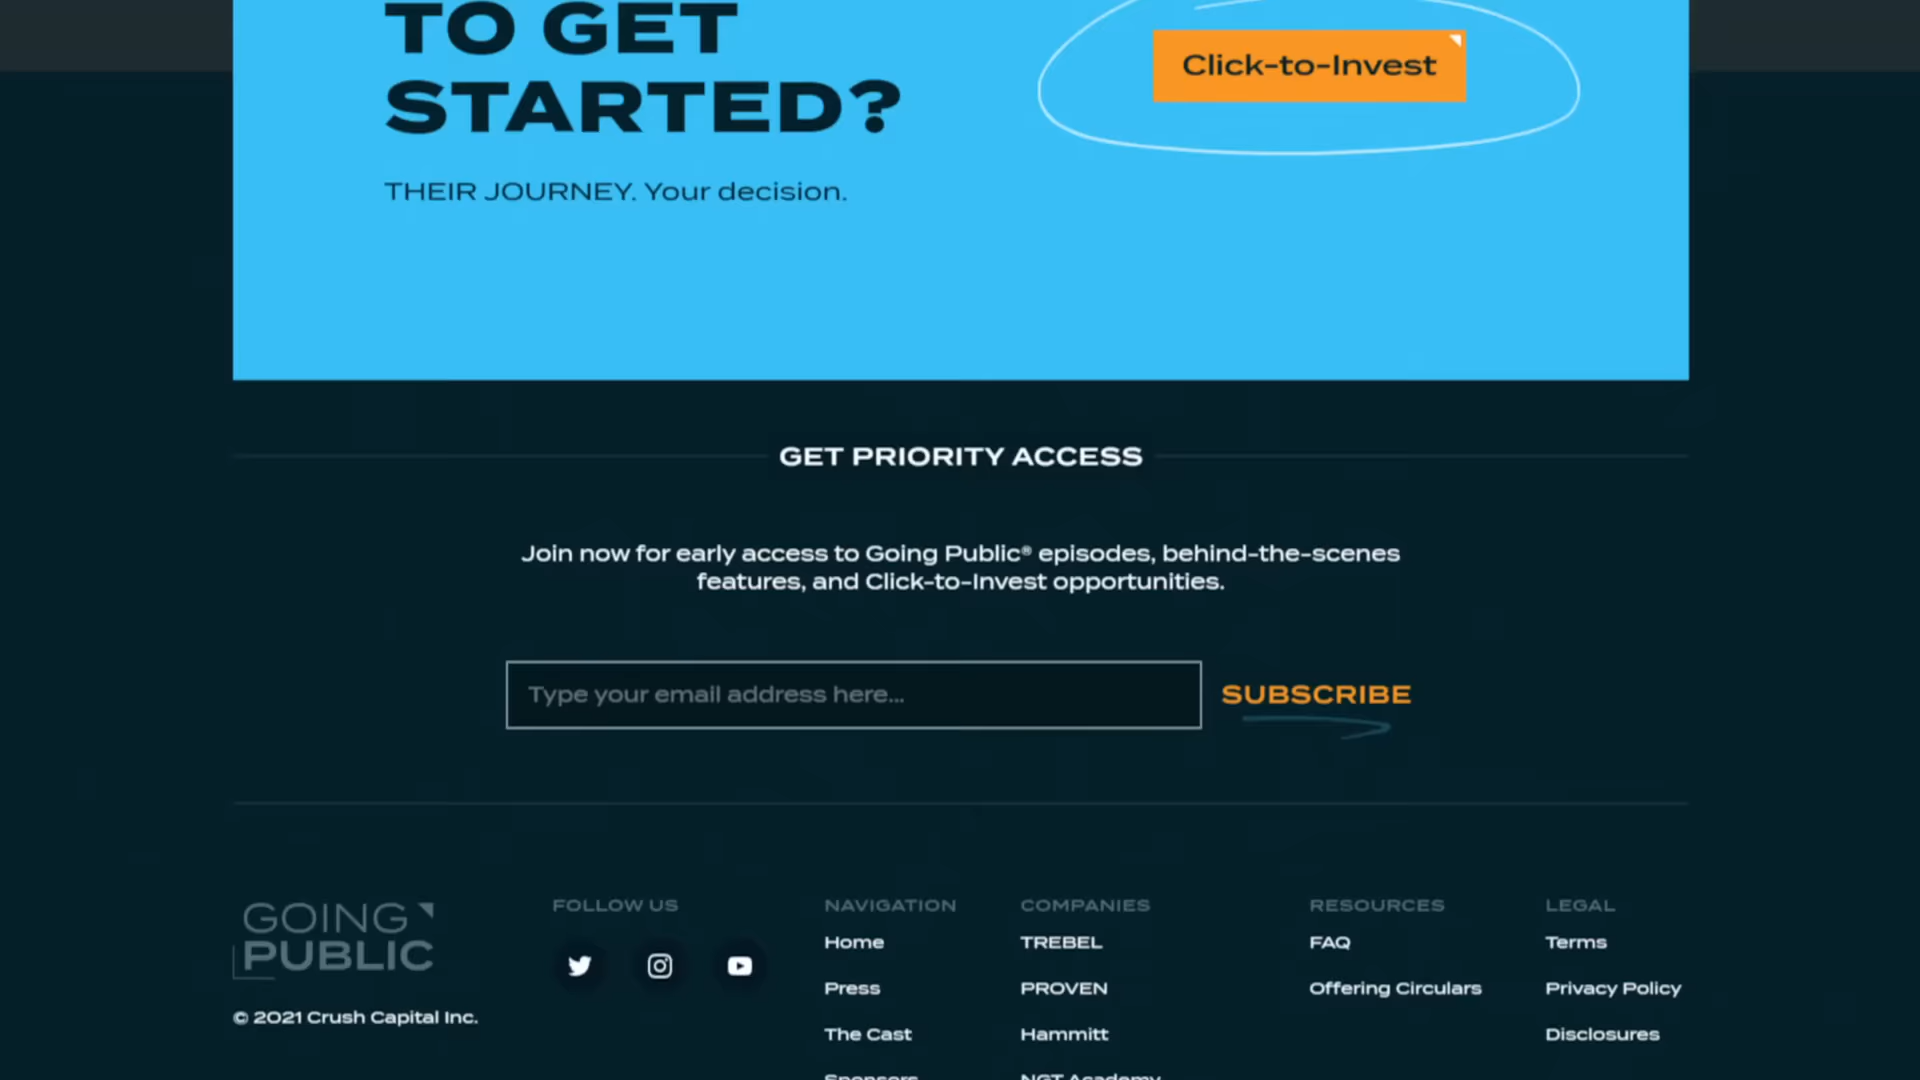 TO GET
STARTED?
Click-to-Invest
THEIR JOURNEY. Your decision.
GET PRIORITY ACCESS
Join now for early access to Going Public® episodes, behind-the-scenes
features, and Click-to-Invest opportunities.
Type your email address here...
SUBSCRIBE
GOING
PUBLIC
© 2021 Crush Capital Inc.
FOLLOW US
NAVIGATION
Home
Press
The Cast
Sponsors
COMPANIES
TREBEL
PROVEN
Hammitt
NGT Academy
RESOURCES
FAQ
Offering Circulars
LEGAL
Terms
Privacy Policy
Disclosures